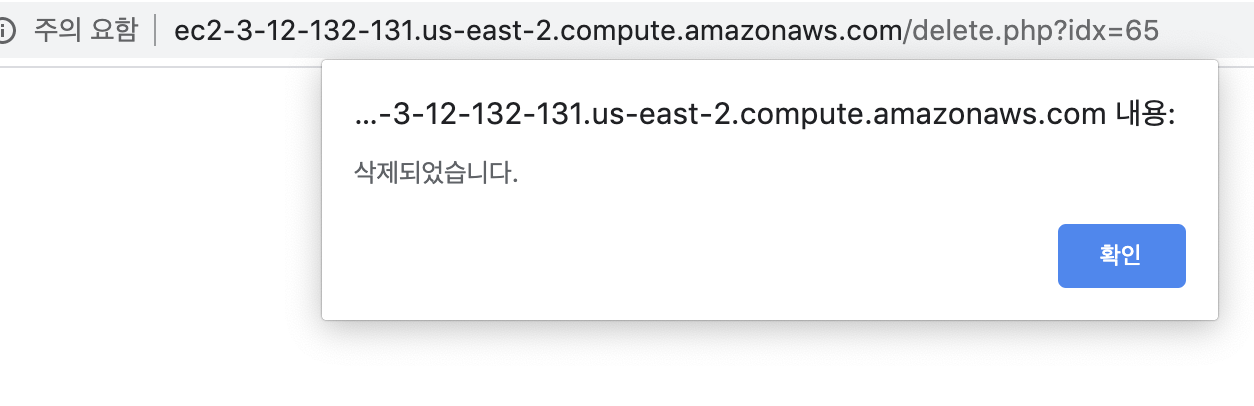 주의 요함 ec2-3-12-132-131.us-east-2.compute.amazonaws.com/delete.php?idx=65
...-3-12-132-131.us-east-2.compute.amazonaws.com 내용:
삭제되었습니다.
확인